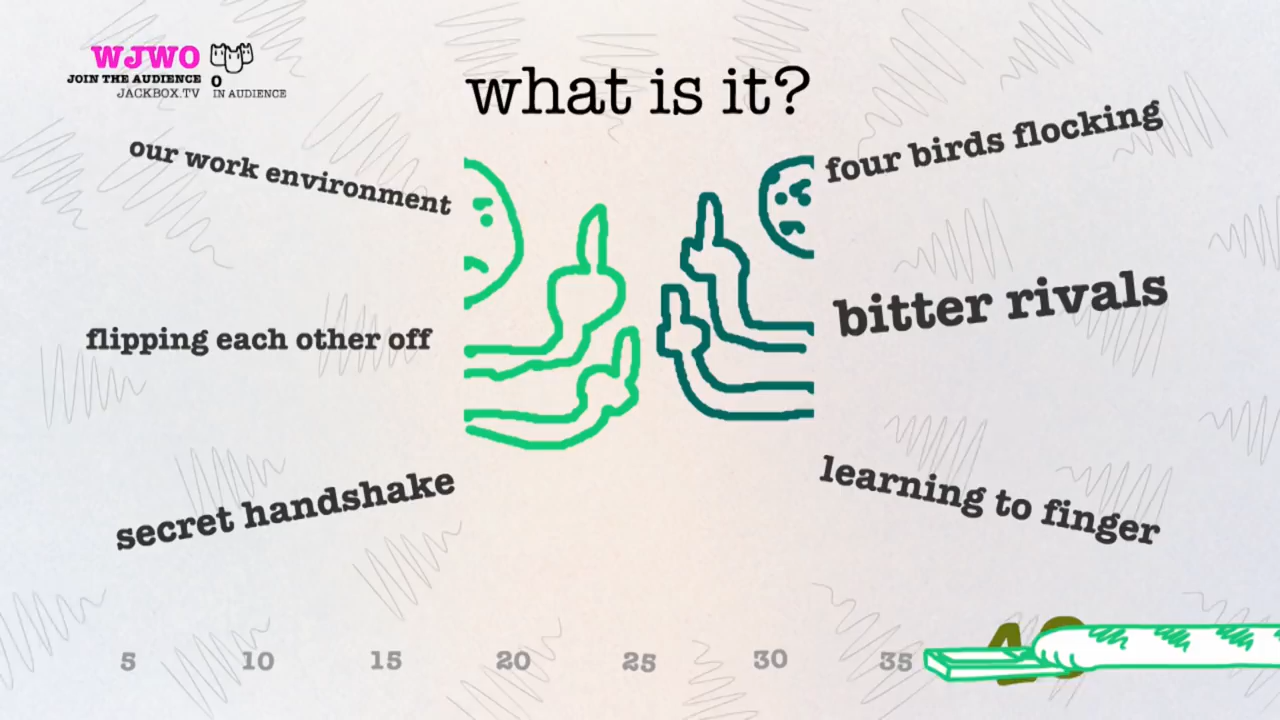 WJWO
JOIN THE AUDIENCE
JACKBOX.TV
0
IN AUDIENCE
what is it?
our work environment
four birds flocking
flipping each other off
bitter rivals
secret handshake
learning to finger
5 10 15 20 25 30 35